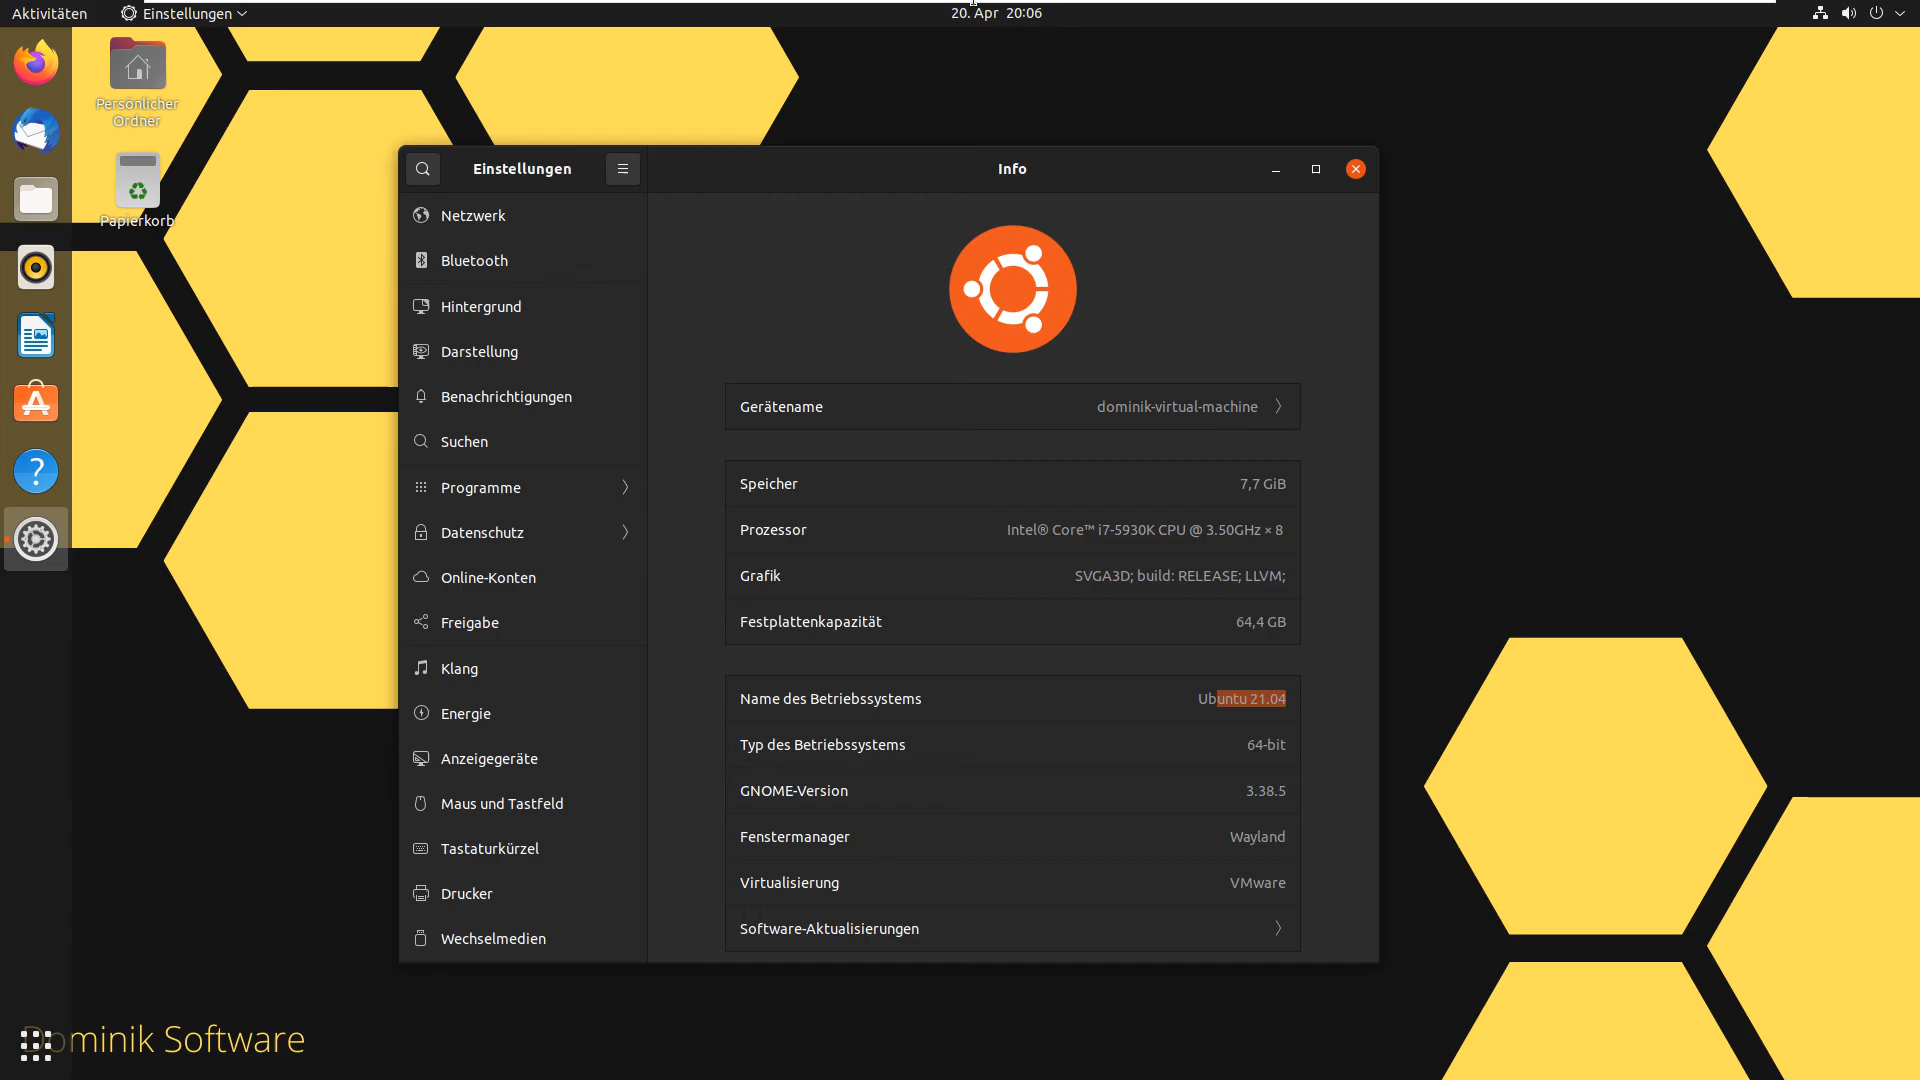 Aktivitäten
Einstellungen
20. Apr 20:06
Persönlicher
Ordner
Papierkorb
Einstellungen
Info
Netzwerk
Bluetooth
Hintergrund
Darstellung
Benachrichtigungen
Suchen
Programme
Datenschutz
Online-Konten
Freigabe
Klang
Energie
Anzeigegeräte
Maus und Tastfeld
Tastaturkürzel
Drucker
Wechselmedien
Gerätename dominik-virtual-machine
Speicher 7,7 GiB
Prozessor Intel® Core™ i7-5930K CPU @ 3.50GHz × 8
Grafik SVGA3D; build: RELEASE; LLVM;
Festplattenkapazität 64,4 GB
Name des Betriebssystems Ubuntu 21.04
Typ des Betriebssystems 64-bit
GNOME-Version 3.38.5
Fenstermanager Wayland
Virtualisierung VMware
Software-Aktualisierungen
Dominik Software